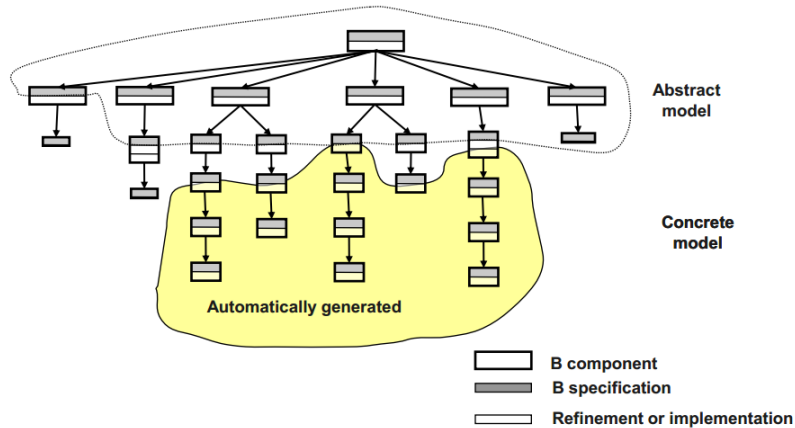 Abstract
model
Concrete
model
Automatically generated
B component
B specification
Refinement or implementation